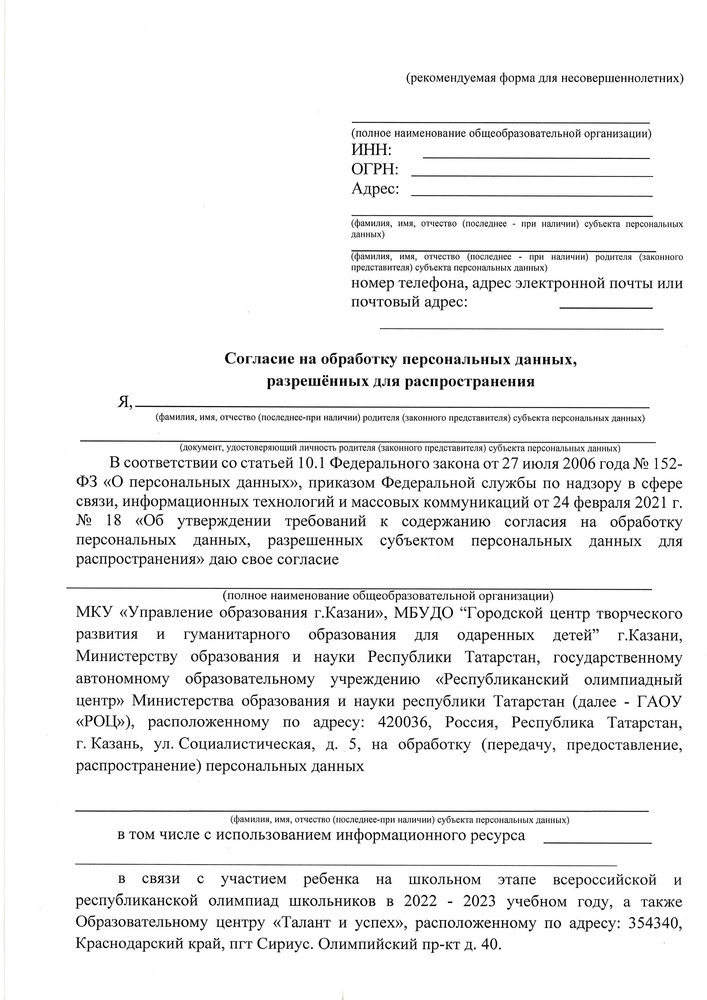 (рекомендуемая форма для несовершеннолетних)
(полное наименование общеобразовательной организации)
ИНН:
ОГРН:
Адрес:
(фамилия, имя, отчество (последнее - при наличии) субъекта персональных
данных)
(фамилия, имя, отчество (последнее - при наличии) родителя (законного
представителя) субъекта персональных данных)
номер телефона, адрес электронной почты или
почтовый адрес:
Согласие на обработку персональных данных,
разрешённых для распространения
Я,
(фамилия, имя, отчество (последнее-при наличии) родителя (законного представителя) субъекта персональных данных)
(документ, удостоверяющий личность родителя (законного представителя) субъекта персональных данных)
В соответствии со статьей 10.1 Федерального закона от 27 июля 2006 года № 152-
ФЗ «О персональных данных», приказом Федеральной службы по надзору в сфере
связи, информационных технологий и массовых коммуникаций от 24 февраля 2021 г.
№ 18 «Об утверждении требований к содержанию согласия на обработку
персональных данных, разрешенных субъектом персональных данных для
распространения» даю свое согласие
(полное наименование общеобразовательной организации)
МКУ «Управление образования г.Казани», МБУДО “Городской центр творческого
развития и гуманитарного образования для одаренных детей” г.Казани,
Министерству образования и науки Республики Татарстан, государственному
автономному образовательному учреждению «Республиканский олимпиадный
центр» Министерства образования и науки республики Татарстан (далее - ГАОУ
«РОЦ»), расположенному по адресу: 420036, Россия, Республика Татарстан,
г. Казань, ул. Социалистическая, д. 5, на обработку (передачу, предоставление,
распространение) персональных данных
(фамилия, имя, отчество (последнее-при наличии) субъекта персональных данных)
в том числе с использованием информационного ресурса
в связи с участием ребенка на школьном этапе всероссийской и
республиканской олимпиад школьников в 2022 - 2023 учебном году, а также
Образовательному центру «Талант и успех», расположенному по адресу: 354340,
Краснодарский край, пгт Сириус. Олимпийский пр-кт д. 40.